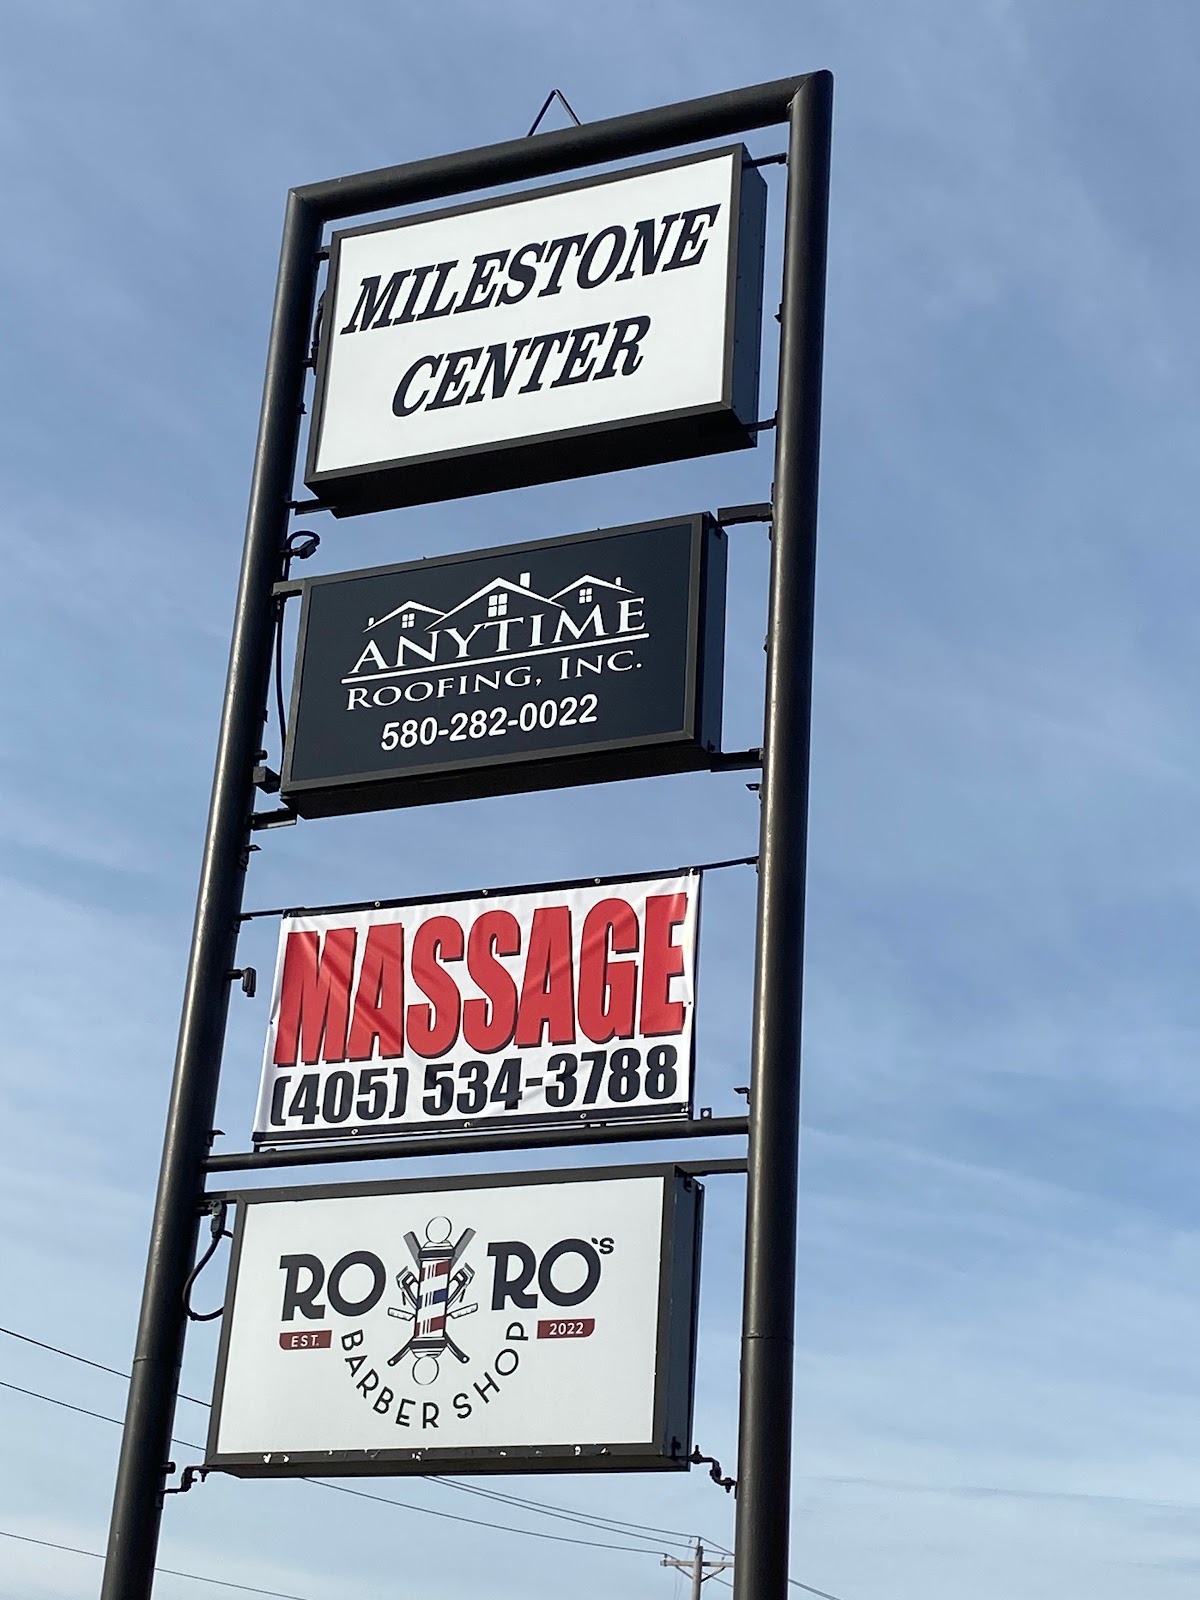 MILESTONE
CENTER
ANYTIME
ROOFING, INC.
580-282-0022
MASSAGE
(405) 534-3788
RO RO'S
EST. 2022
BARBER SHOP